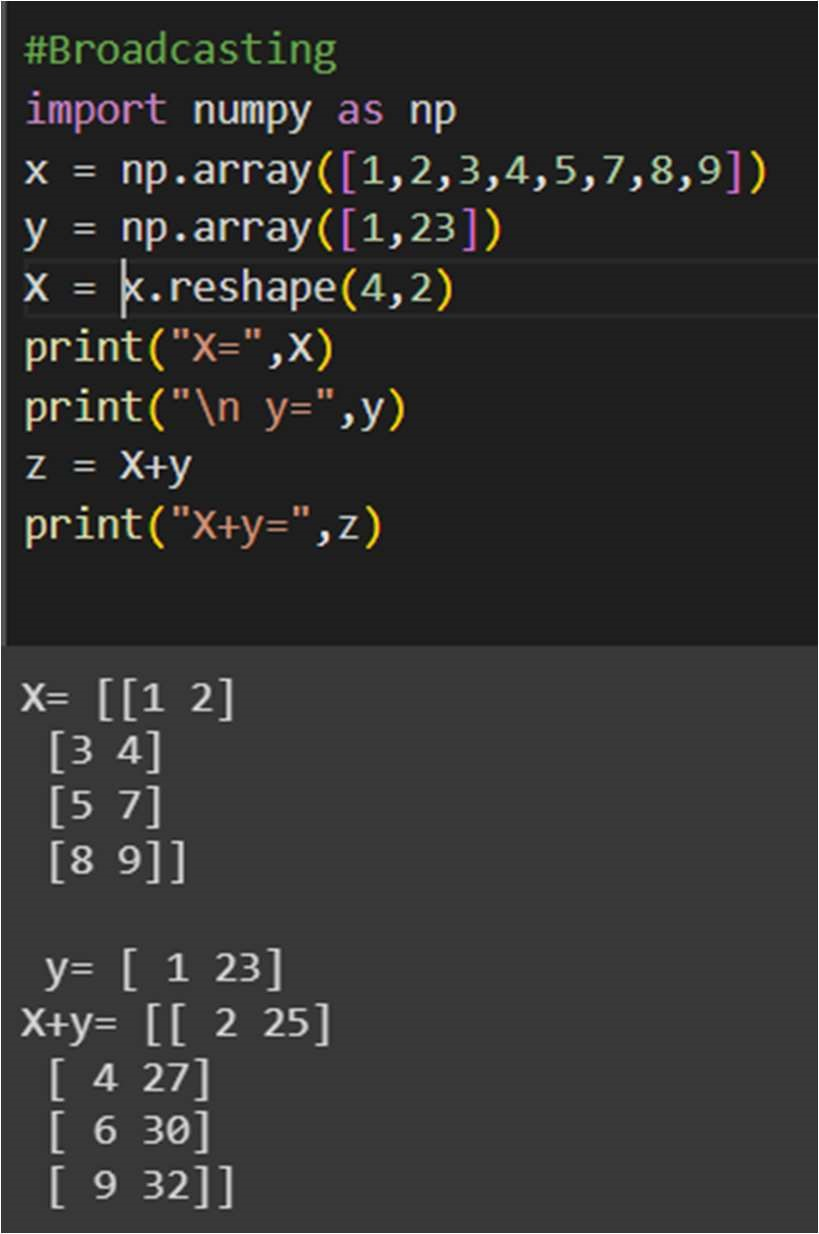 #Broadcasting
import numpy as np
x = np.array([1,2,3,4,5,7,8,9])
y = np.array([1,23])
X = x.reshape(4,2)
print("X=",X)
print("\n y=",y)
z = X+y
print("X+y=",z)
X= [[1 2]
 [3 4]
 [5 7]
 [8 9]]
 y= [ 1 23]
X+y= [[ 2 25]
 [ 4 27]
 [ 6 30]
 [ 9 32]]